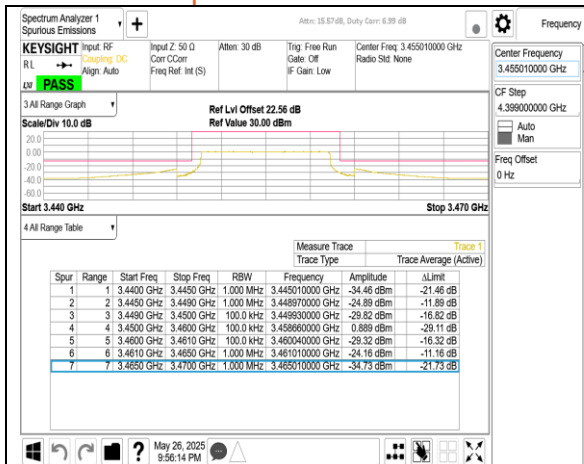 Spectrum Analyzer 1
Spurious Emissions
Attn: 15.57dB, Duty Corr: 6.99 dB
Frequency
KEYSIGHT
RL
LXI
PASS
Input: RF
Coupling: DC
Align: Auto
Input Z: 50 Ω
Corr CCorr
Freq Ref: Int (S)
Atten: 30 dB
Trig: Free Run
Gate: Off
IF Gain: Low
Center Freq: 3.455010000 GHz
Radio Std: None
Center Frequency
3.455010000 GHz
CF Step
4.399000000 GHz
Auto
Man
Freq Offset
0 Hz
3 All Range Graph
Scale/Div 10.0 dB
Ref Lvl Offset 22.56 dB
Ref Value 30.00 dBm
20.0
0.00
-20.0
-40.0
-60.0
Start 3.440 GHz
Stop 3.470 GHz
4 All Range Table
Measure Trace Trace 1
Trace Type Trace Average (Active)
Spur Range Start Freq Stop Freq RBW Frequency Amplitude ΔLimit
1 1 3.4400 GHz 3.4450 GHz 1.000 MHz 3.445010000 GHz -34.46 dBm -21.46 dB
2 2 3.4450 GHz 3.4490 GHz 1.000 MHz 3.448970000 GHz -24.89 dBm -11.89 dB
3 3 3.4490 GHz 3.4500 GHz 100.0 kHz 3.449930000 GHz -29.82 dBm -16.82 dB
4 4 3.4500 GHz 3.4600 GHz 100.0 kHz 3.458660000 GHz 0.889 dBm -29.11 dB
5 5 3.4600 GHz 3.4610 GHz 100.0 kHz 3.460040000 GHz -29.32 dBm -16.32 dB
6 6 3.4610 GHz 3.4650 GHz 1.000 MHz 3.461010000 GHz -24.16 dBm -11.16 dB
7 7 3.4650 GHz 3.4700 GHz 1.000 MHz 3.465010000 GHz -34.73 dBm -21.73 dB
?
May 26, 2025
9:56:14 PM